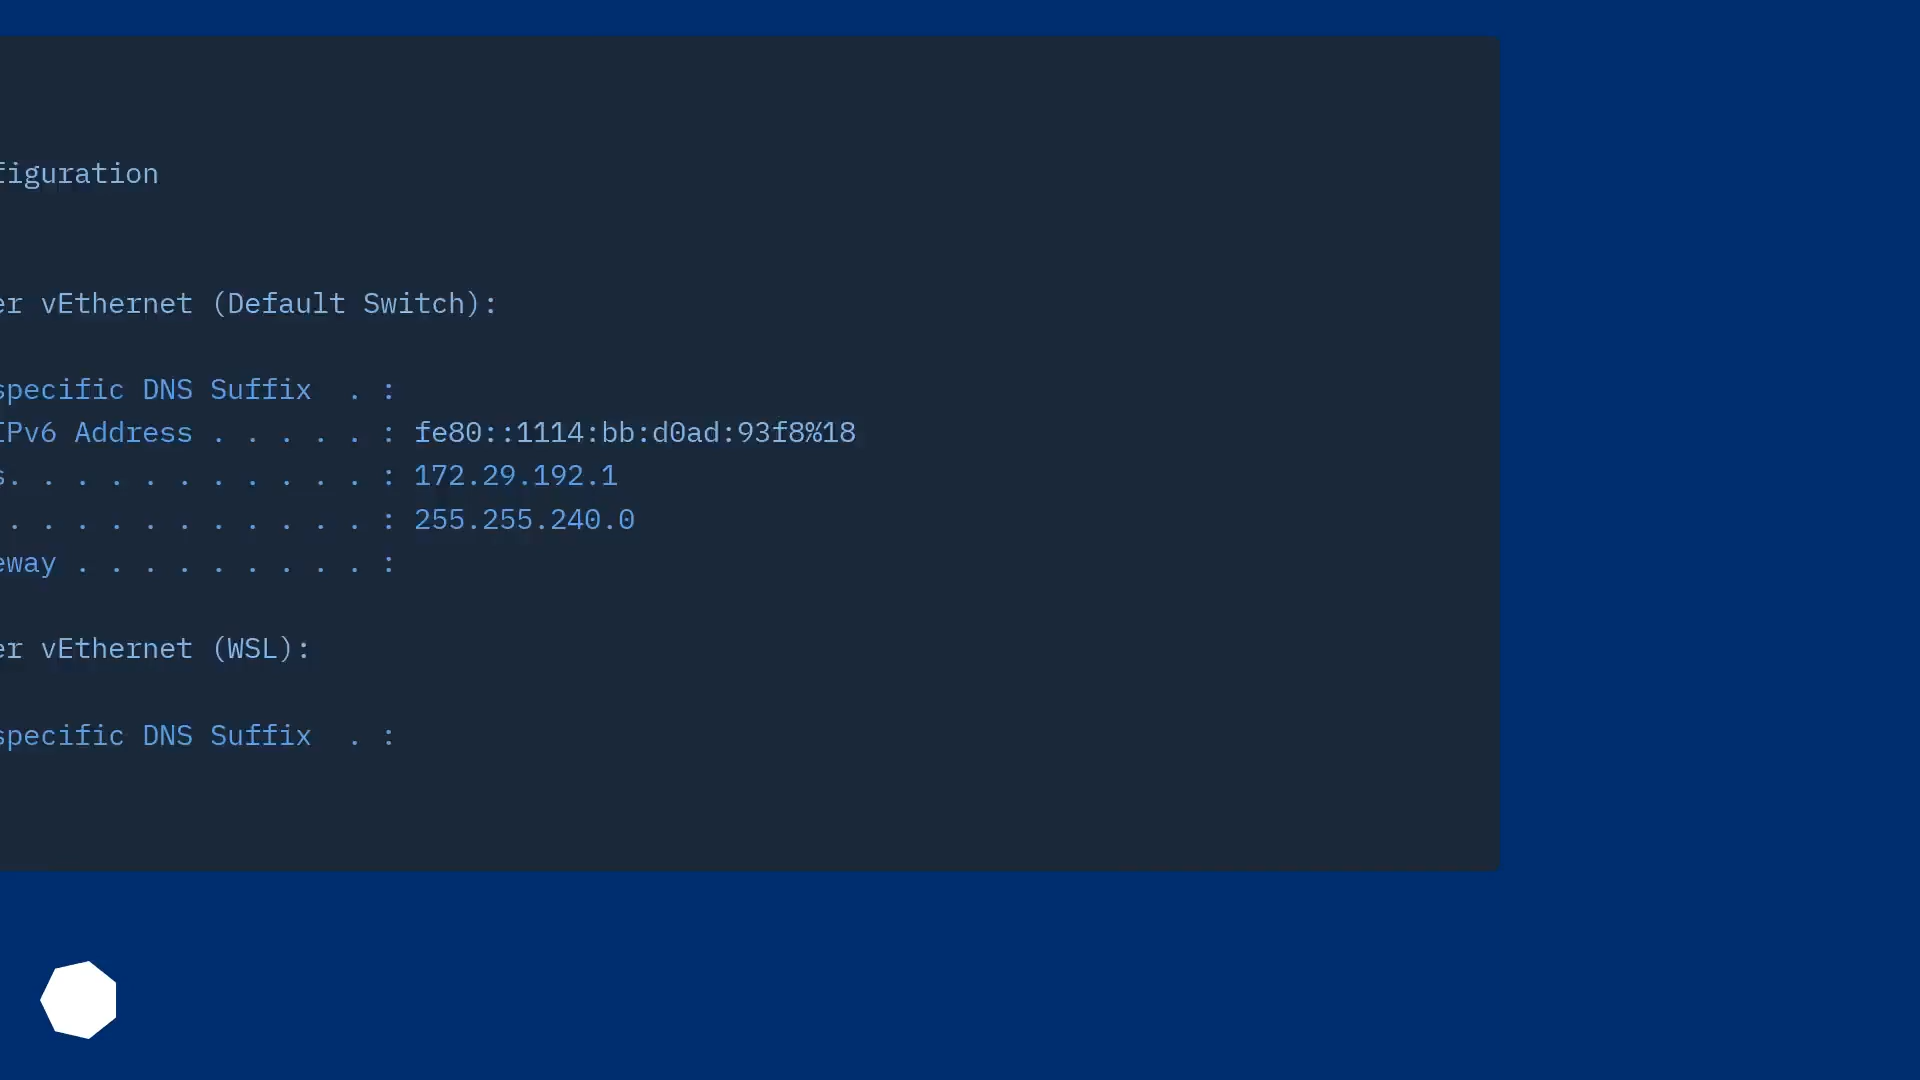 figuration
er vEthernet (Default Switch):
specific DNS Suffix  . :
IPv6 Address . . . . . : fe80::1114:bb:d0ad:93f8%18
s. . . . . . . . . . . : 172.29.192.1
. . . . . . . . . . . : 255.255.240.0
eway . . . . . . . . . :
er vEthernet (WSL):
specific DNS Suffix  . :